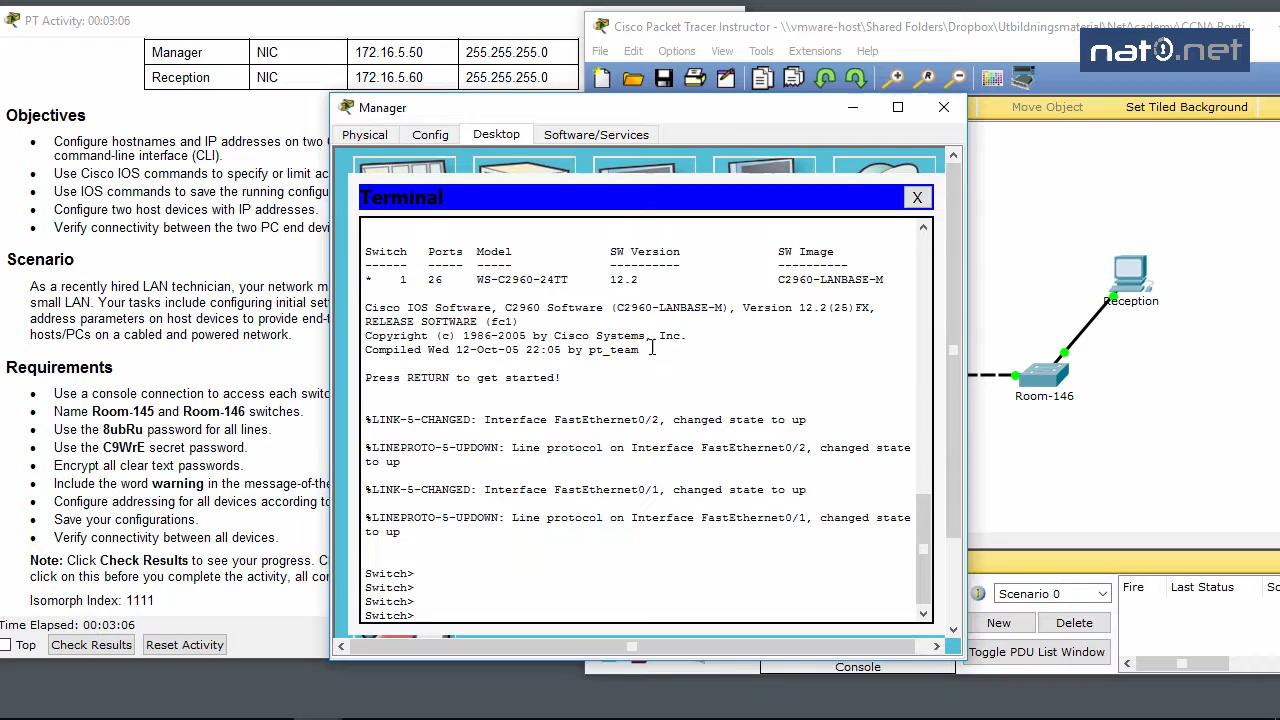 PT Activity: 00:03:06
Manager NIC 172.16.5.50 255.255.255.0
Reception NIC 172.16.5.60 255.255.255.0
Objectives
Configure hostnames and IP addresses on two
command-line interface (CLI).
Use Cisco IOS commands to specify or limit ac
Use IOS commands to save the running configu
Configure two host devices with IP addresses.
Verify connectivity between the two PC end devi
Scenario
As a recently hired LAN technician, your network m
small LAN. Your tasks include configuring initial set
address parameters on host devices to provide end-
hosts/PCs on a cabled and powered network.
Requirements
Use a console connection to access each switc
Name Room-145 and Room-146 switches.
Use the 8ubRu password for all lines.
Use the C9WrE secret password.
Encrypt all clear text passwords.
Include the word warning in the message-of-the
Configure addressing for all devices according to
Save your configurations.
Verify connectivity between all devices.
Note: Click Check Results to see your progress. C
click on this before you complete the activity, all con
Isomorph Index: 1111
Time Elapsed: 00:03:06
Top Check Results Reset Activity
Cisco Packet Tracer Instructor - \\vmware-host\Shared Folders\Dropbox\Utbildningsmaterial\NetAcademy\CCNA Routi
nat0.net
File Edit Options View Tools Extensions Help
Move Object Set Tiled Background
Manager
Physical Config Desktop Software/Services
Terminal X
Switch Ports Model SW Version SW Image
------ ----- ----- ---------- ----------
* 1 26 WS-C2960-24TT 12.2 C2960-LANBASE-M
Cisco IOS Software, C2960 Software (C2960-LANBASE-M), Version 12.2(25)FX,
RELEASE SOFTWARE (fc1)
Copyright (c) 1986-2005 by Cisco Systems, Inc.
Compiled Wed 12-Oct-05 22:05 by pt_team
Press RETURN to get started!
%LINK-5-CHANGED: Interface FastEthernet0/2, changed state to up
%LINEPROTO-5-UPDOWN: Line protocol on Interface FastEthernet0/2, changed state
to up
%LINK-5-CHANGED: Interface FastEthernet0/1, changed state to up
%LINEPROTO-5-UPDOWN: Line protocol on Interface FastEthernet0/1, changed state
to up
Switch>
Switch>
Switch>
Switch>
Reception
Room-146
Scenario 0
New Delete
Toggle PDU List Window
Fire Last Status Sc
Console